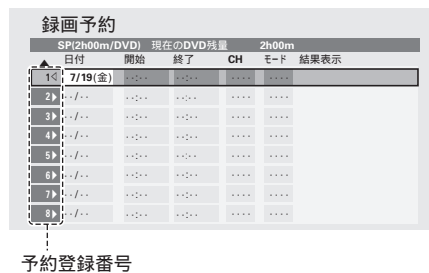 録画予約
SP(2h00m/DVD) 現在のDVD残量 2h00m
日付 開始 終了 CH モード 結果表示
1 7/19(金) --:-- --:-- ---- ----
2 --/-- --:-- --:-- ---- ----
3 --/-- --:-- --:-- ---- ----
4 --/-- --:-- --:-- ---- ----
5 --/-- --:-- --:-- ---- ----
6 --/-- --:-- --:-- ---- ----
7 --/-- --:-- --:-- ---- ----
8 --/-- --:-- --:-- ---- ----
予約登録番号